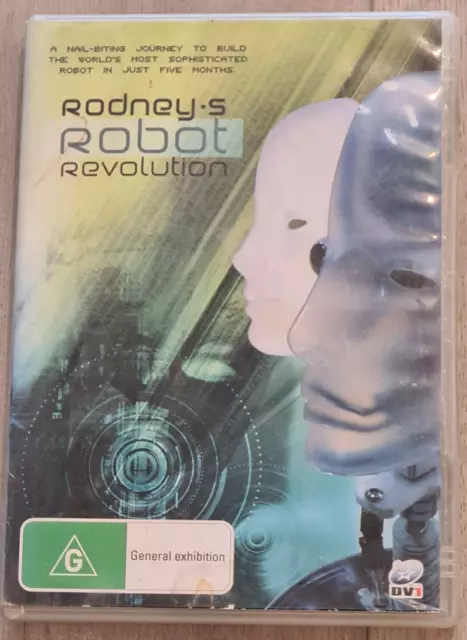 A NAIL-BITING JOURNEY TO BUILD
THE WORLD'S MOST SOPHISTICATED
ROBOT IN JUST FIVE MONTHS.
Rodney's
Robot
Revolution
G
General exhibition
DV1